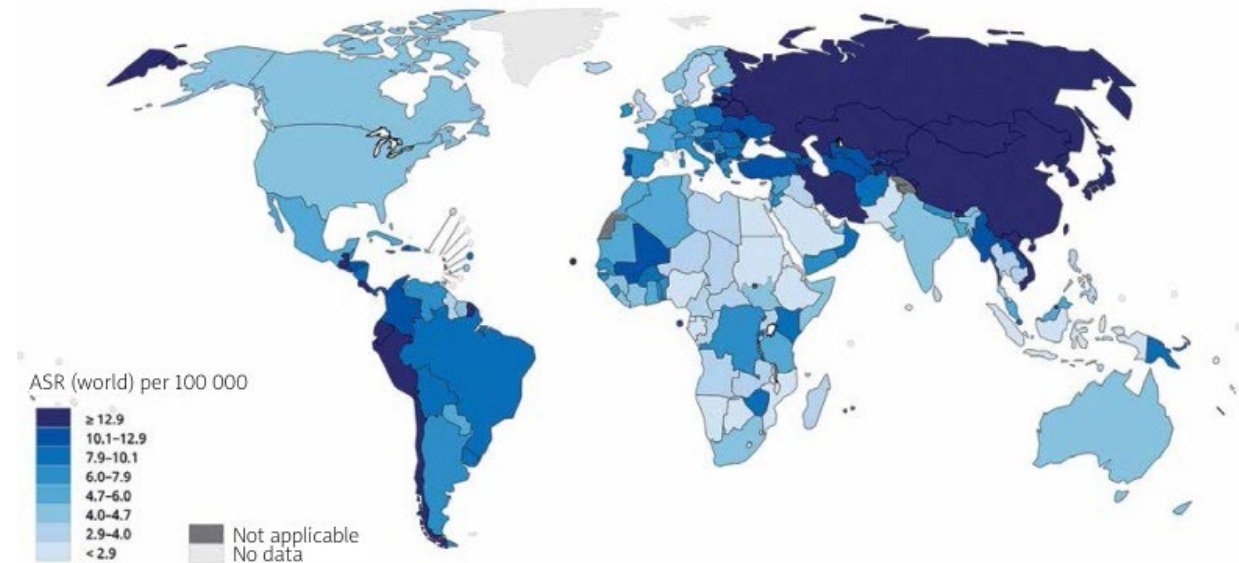 ASR (world) per 100 000
≥ 12.9
10.1–12.9
7.9–10.1
6.0–7.9
4.7–6.0
4.0–4.7
2.9–4.0
< 2.9
Not applicable
No data